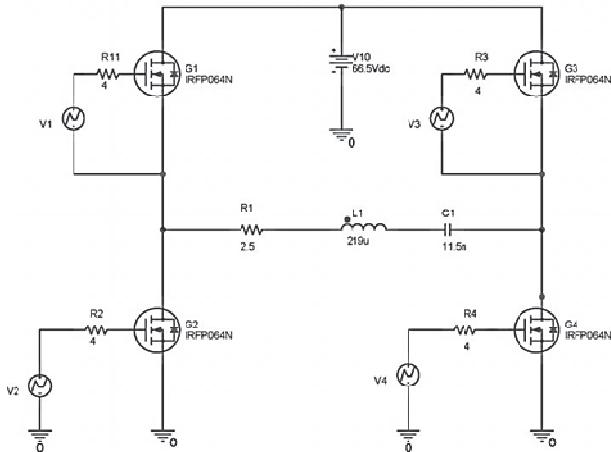 R11
4
G1
IRFP064N
V1
V10
66.5Vdc
0
R3
4
G3
IRFP064N
V3
R1
2.5
L1
219u
C1
11.5n
R2
4
G2
IRFP064N
V2
0
0
R4
4
G4
IRFP064N
V4
0
0